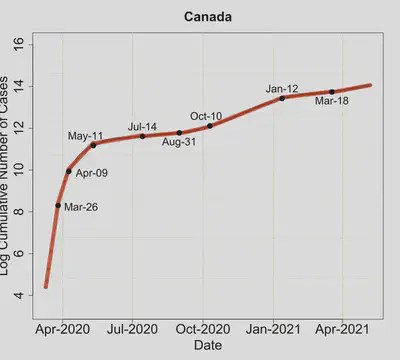 Canada
Log Cumulative Number of Cases
16
14
12
10
8
6
4
Mar-26
Apr-09
May-11
Jul-14
Aug-31
Oct-10
Jan-12
Mar-18
Apr-2020 Jul-2020 Oct-2020 Jan-2021 Apr-2021
Date